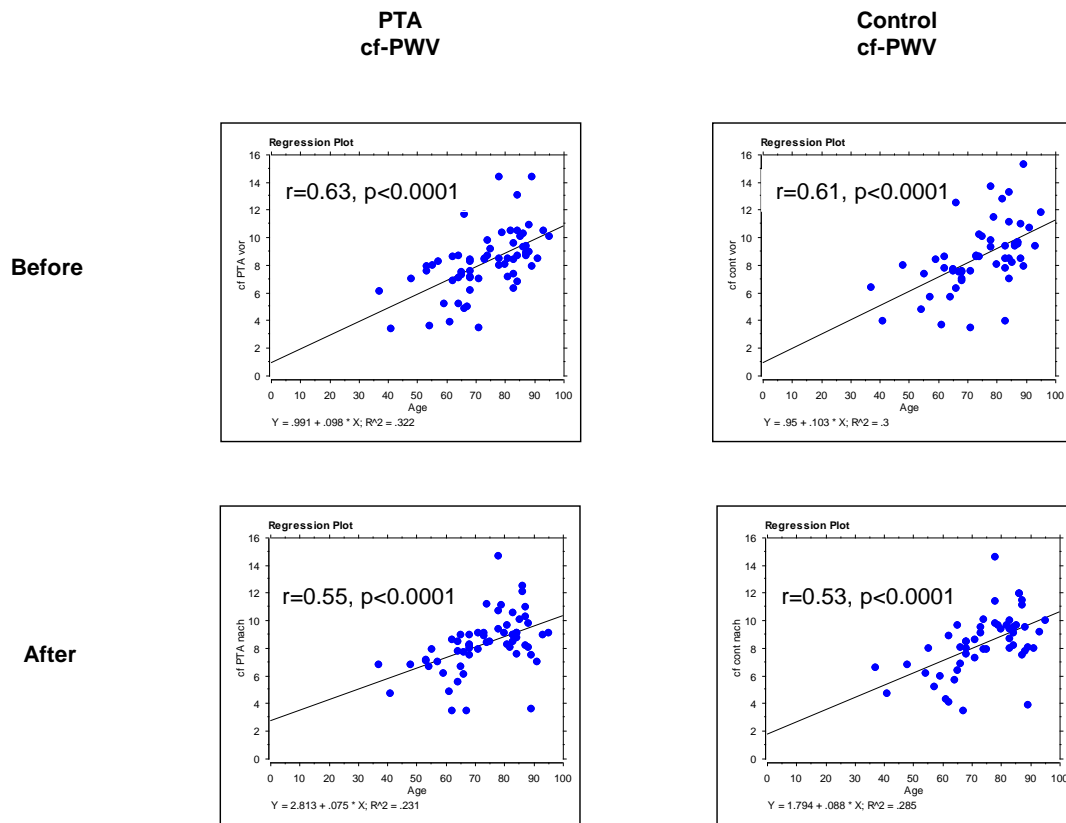 PTA
cf-PWV
Control
cf-PWV
Before
Regression Plot
16
14
12
10
8
6
4
2
0
cf PTA vor
r=0.63, p<0.0001
0 10 20 30 40 50 60 70 80 90 100
Age
Y = .991 + .098 * X; R^2 = .322
Regression Plot
16
14
12
10
8
6
4
2
0
cf cont vor
r=0.61, p<0.0001
0 10 20 30 40 50 60 70 80 90 100
Age
Y = .95 + .103 * X; R^2 = .3
After
Regression Plot
16
14
12
10
8
6
4
2
0
cf PTA nach
r=0.55, p<0.0001
0 10 20 30 40 50 60 70 80 90 100
Age
Y = 2.813 + .075 * X; R^2 = .231
Regression Plot
16
14
12
10
8
6
4
2
0
cf cont nach
r=0.53, p<0.0001
0 10 20 30 40 50 60 70 80 90 100
Age
Y = 1.794 + .088 * X; R^2 = .285